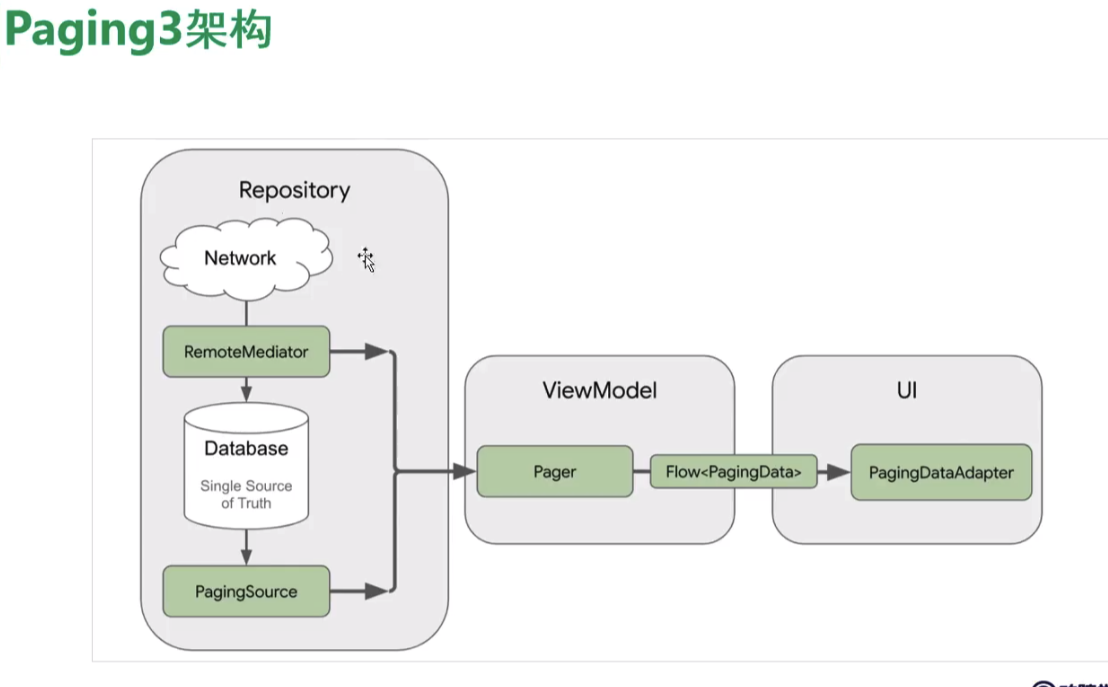 Paging3架构
Repository
Network
RemoteMediator
Database
Single Source
of Truth
PagingSource
ViewModel
Pager
Flow<PagingData>
UI
PagingDataAdapter